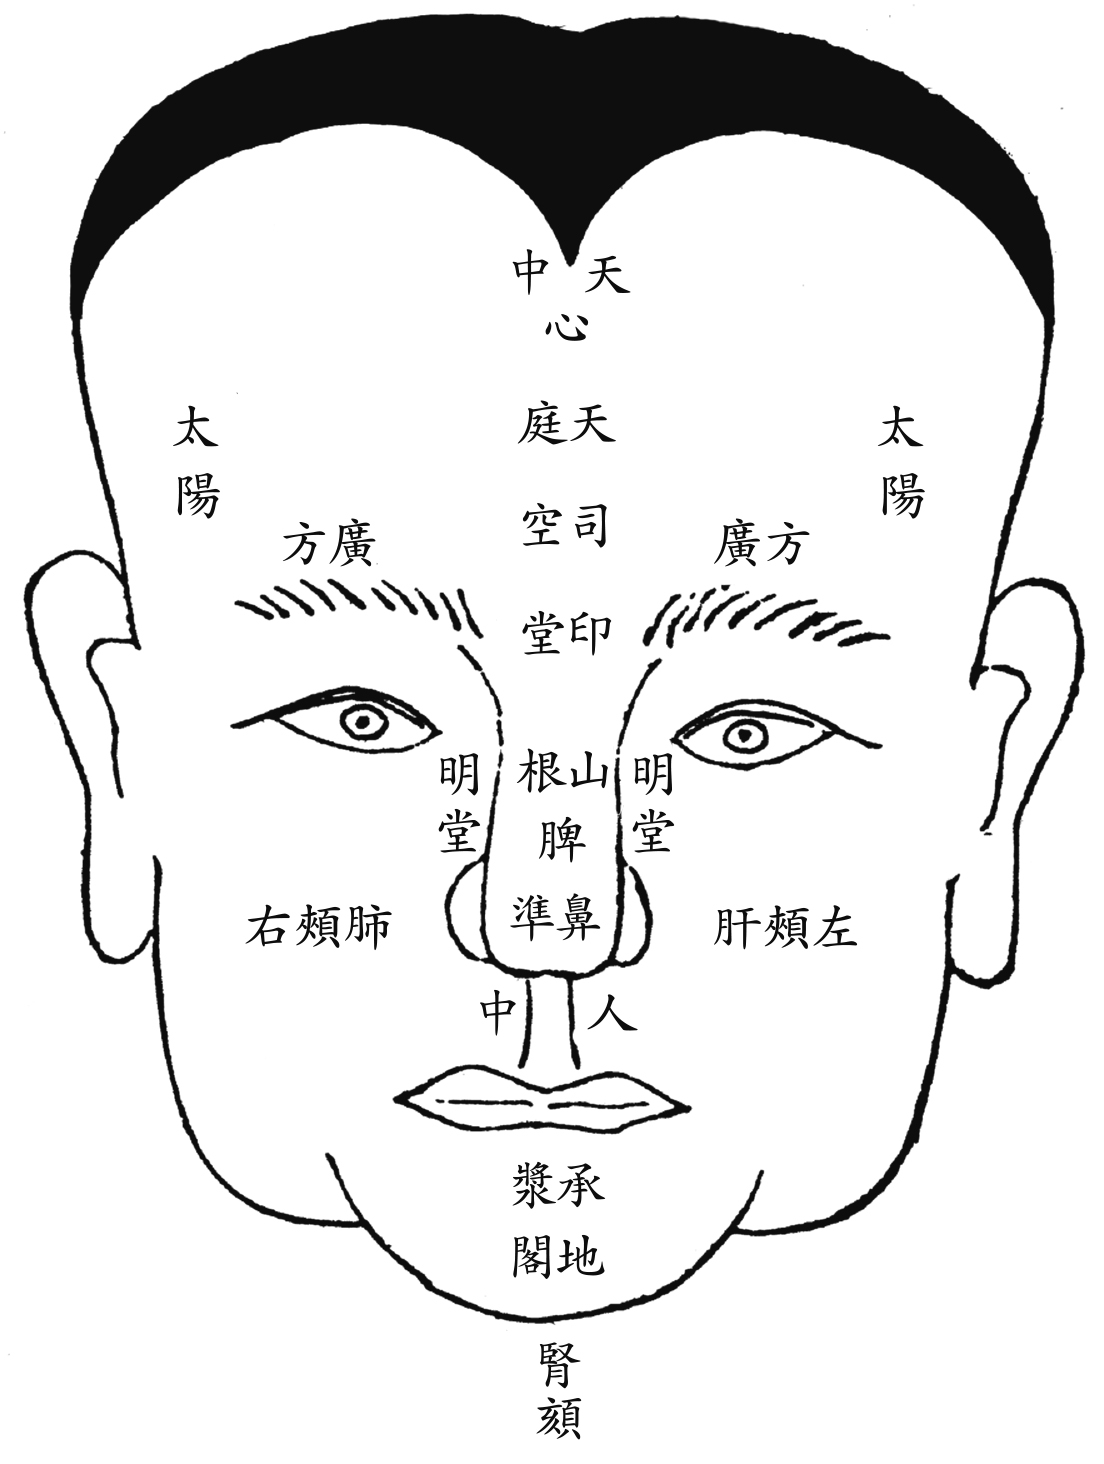 天中
心
天庭
太陽
太陽
司空
方廣
廣方
印堂
山根
明堂
明堂
脾
鼻準
右頰肺
肝頰左
人中
承漿
地閣
腎
頦